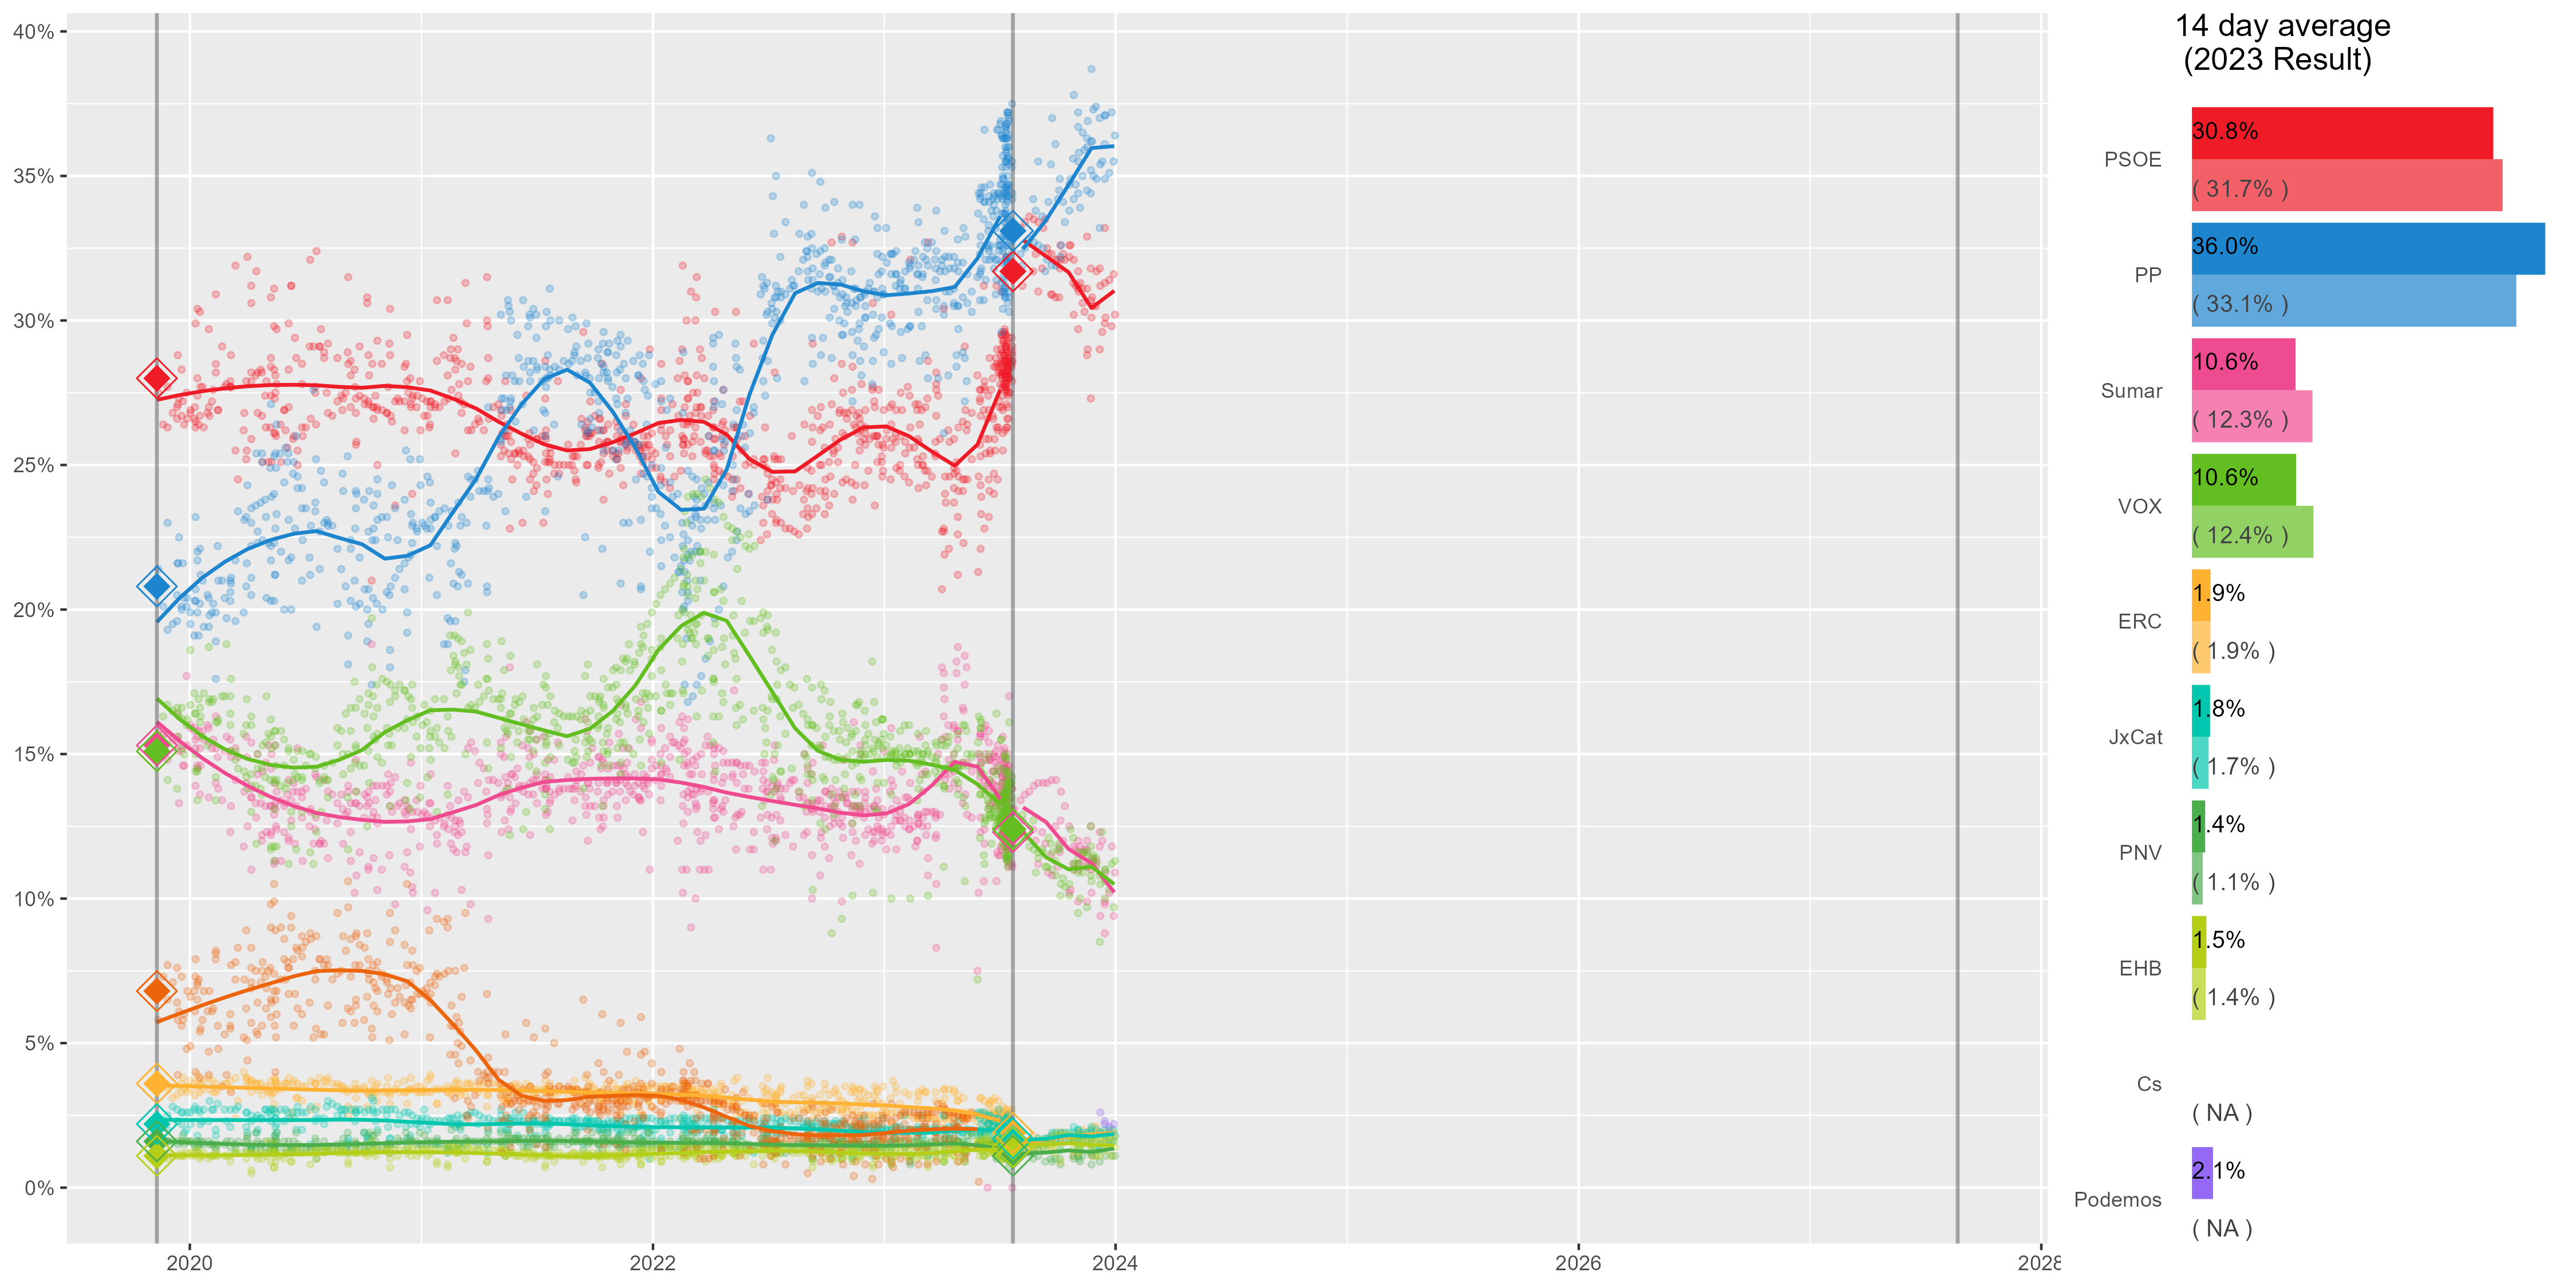 40%
35%
30%
25%
20%
15%
10%
5%
0%
2020
2022
2024
2026
2028
14 day average
(2023 Result)
PSOE
30.8%
( 31.7% )
PP
36.0%
( 33.1% )
Sumar
10.6%
( 12.3% )
VOX
10.6%
( 12.4% )
ERC
1.9%
( 1.9% )
JxCat
1.8%
( 1.7% )
PNV
1.4%
( 1.1% )
EHB
1.5%
( 1.4% )
Cs
( NA )
Podemos
2.1%
( NA )